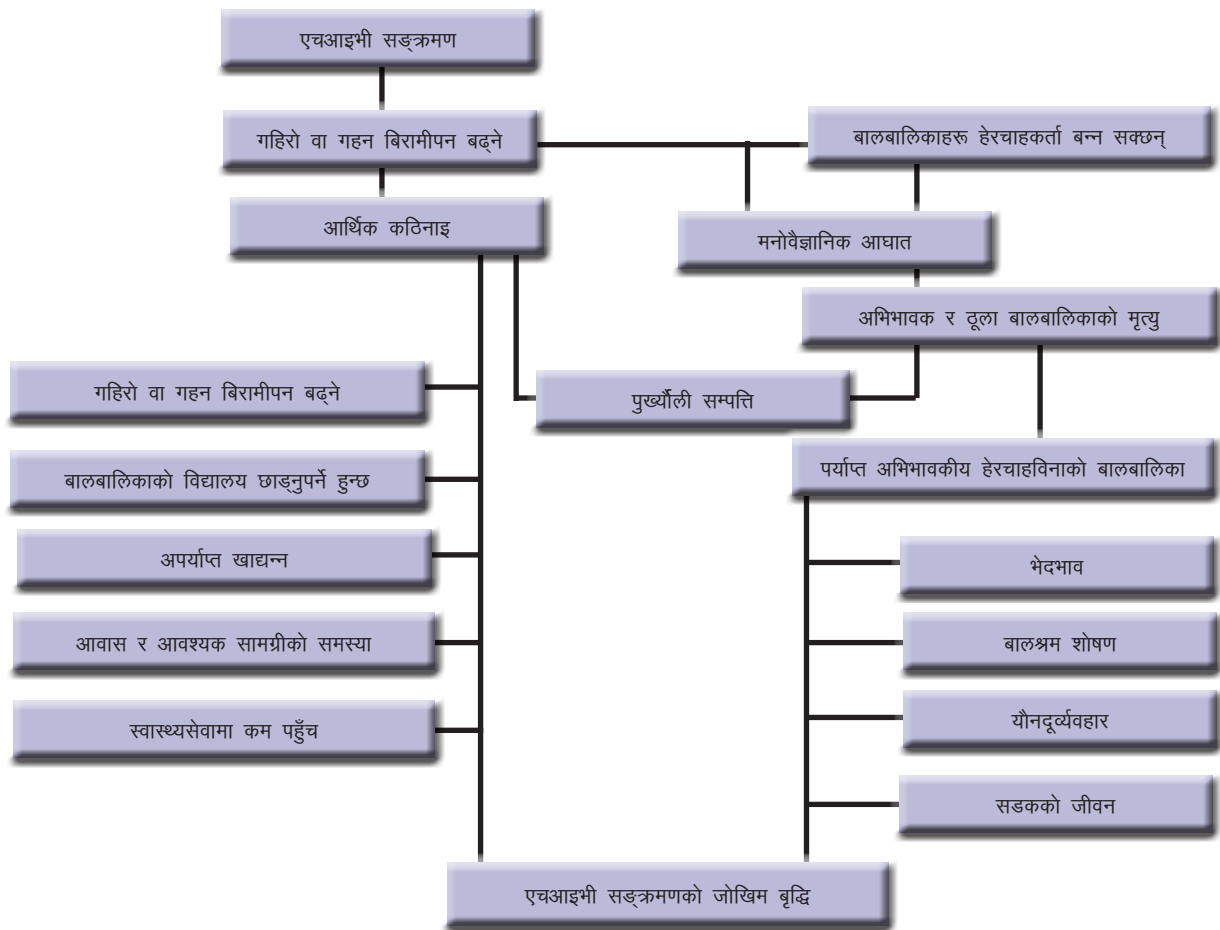 एचआइभी सङ्क्रमण
गहिरो वा गहन बिरामीपन बढ्ने
बालबालिकाहरू हेरचाहकर्ता बन्न सक्छन्
आर्थिक कठिनाइ
मनोवैज्ञानिक आघात
अभिभावक र ठूला बालबालिकाको मृत्यु
गहिरो वा गहन बिरामीपन बढ्ने
पुर्ख्यौली सम्पत्ति
बालबालिकाको विद्यालय छाड्नुपर्ने हुन्छ
पर्याप्त अभिभावकीय हेरचाहविनाको बालबालिका
अपर्याप्त खाद्यन्न
भेदभाव
आवास र आवश्यक सामग्रीको समस्या
बालश्रम शोषण
स्वास्थ्यसेवामा कम पहुँच
यौनदूर्व्यवहार
सडकको जीवन
एचआइभी सङ्क्रमणको जोखिम बृद्धि